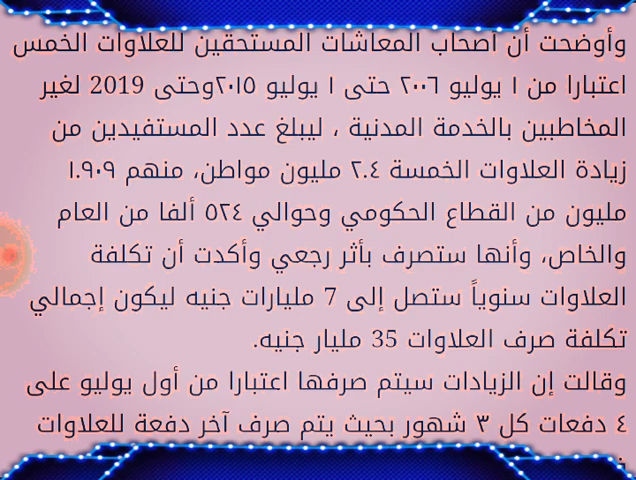 وأوضحت أن أصحاب المعاشات المستحقين للعلاوات الخمس
اعتبارا من ١ يوليو ٢٠٠٦ حتى ١ يوليو ٢٠١٥وحتى 2019 لغير
المخاطبين بالخدمة المدنية ، ليبلغ عدد المستفيدين من
زيادة العلاوات الخمسة ٢.٤ مليون مواطن، منهم ١.٩٠٩
مليون من القطاع الحكومي وحوالي ٥٢٤ ألفا من العام
والخاص، وأنها ستصرف بأثر رجعي وأكدت أن تكلفة
العلاوات سنوياً ستصل إلى 7 مليارات جنيه ليكون إجمالي
تكلفة صرف العلاوات 35 مليار جنيه.
وقالت إن الزيادات سيتم صرفها اعتبارا من أول يوليو على
٤ دفعات كل ٣ شهور بحيث يتم صرف آخر دفعة للعلاوات